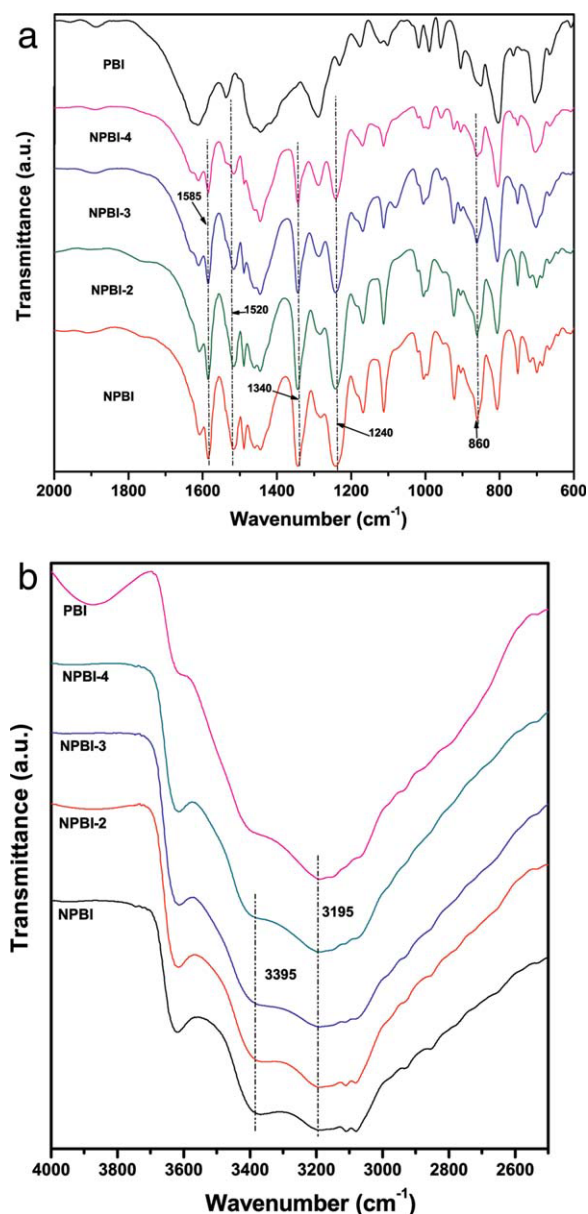 a
Transmittance (a.u.)
PBI
NPBI-4
NPBI-3
1585
NPBI-2
1520
NPBI
1340
1240
860
2000 1800 1600 1400 1200 1000 800 600
Wavenumber (cm⁻¹)
b
Transmittance (a.u.)
PBI
NPBI-4
NPBI-3
NPBI-2
NPBI
3195
3395
4000 3800 3600 3400 3200 3000 2800 2600
Wavenumber (cm⁻¹)